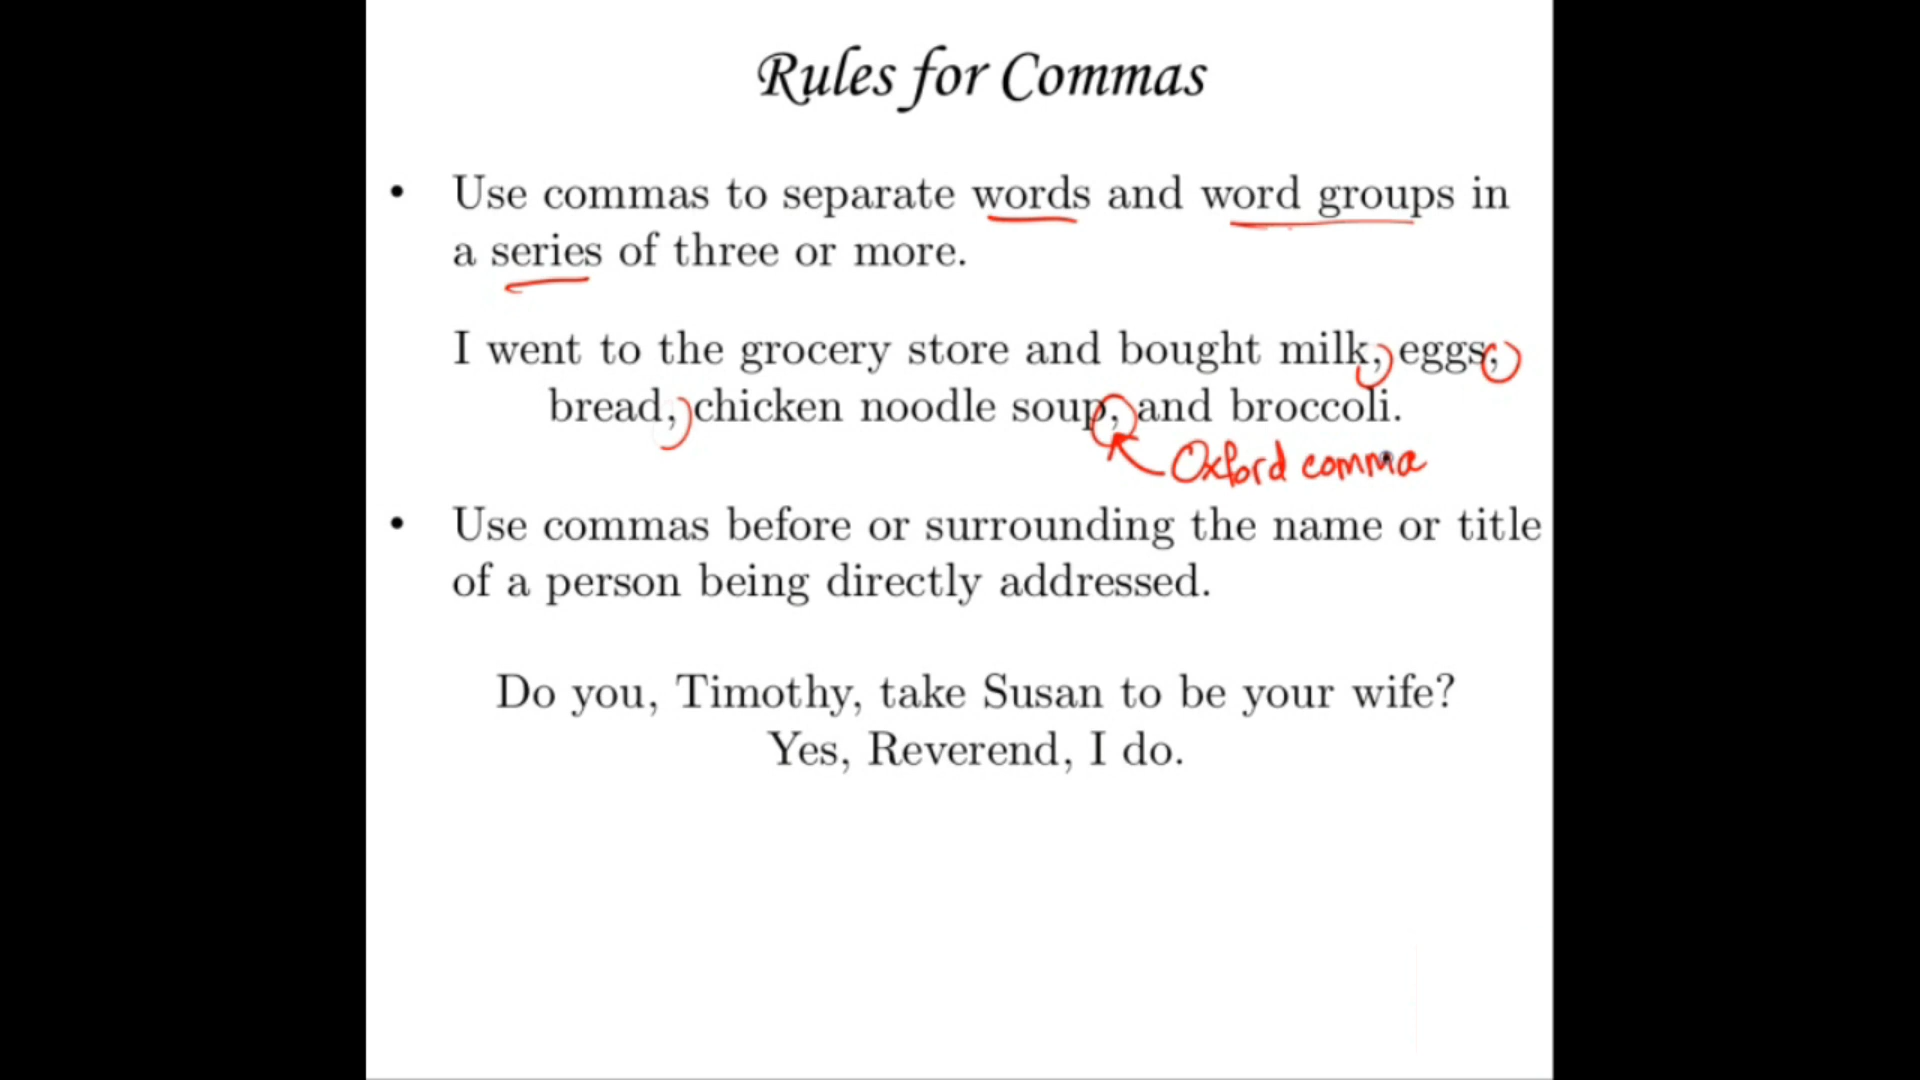 Rules for Commas
• Use commas to separate words and word groups in
a series of three or more.
I went to the grocery store and bought milk, eggs,
bread, chicken noodle soup, and broccoli.
Oxford comma
• Use commas before or surrounding the name or title
of a person being directly addressed.
Do you, Timothy, take Susan to be your wife?
Yes, Reverend, I do.